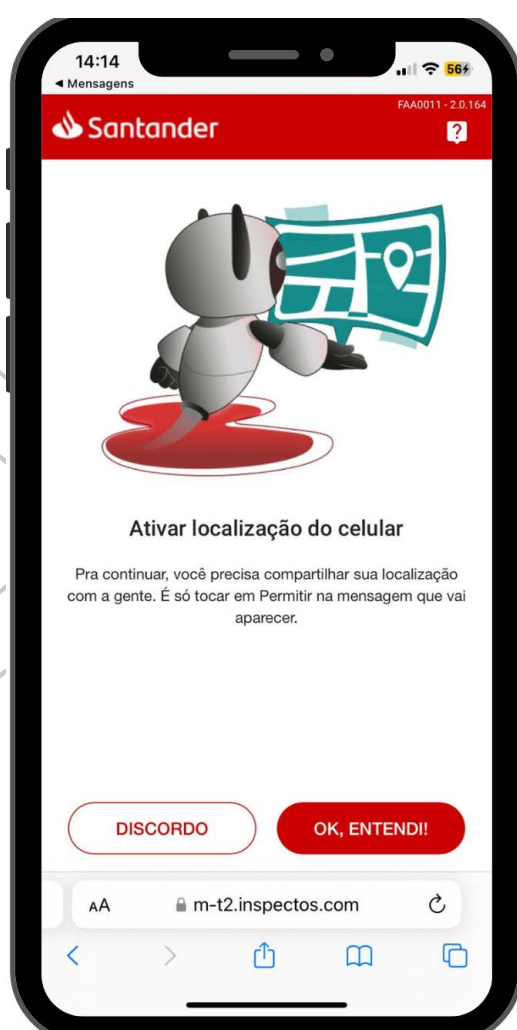 14:14
56
◀ Mensagens
FAA0011 - 2.0.164
Santander
?
Ativar localização do celular
Pra continuar, você precisa compartilhar sua localização
com a gente. É só tocar em Permitir na mensagem que vai
aparecer.
DISCORDO
OK, ENTENDI!
AA
m-t2.inspectos.com